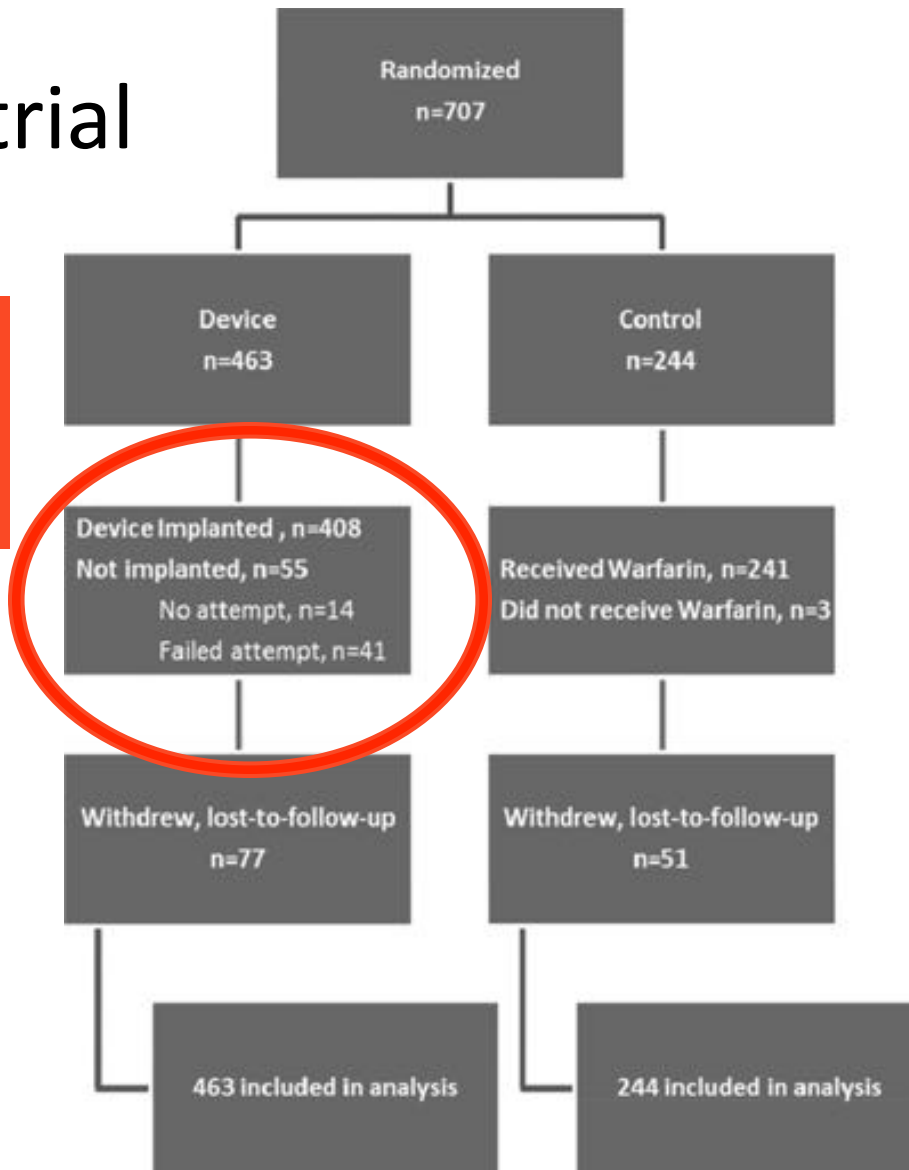 trial
Randomized
n=707
Device
n=463
Control
n=244
Device Implanted , n=408
Not implanted, n=55
No attempt, n=14
Failed attempt, n=41
Received Warfarin, n=241
Did not receive Warfarin, n=3
Withdrew, lost-to-follow-up
n=77
Withdrew, lost-to-follow-up
n=51
463 included in analysis
244 included in analysis